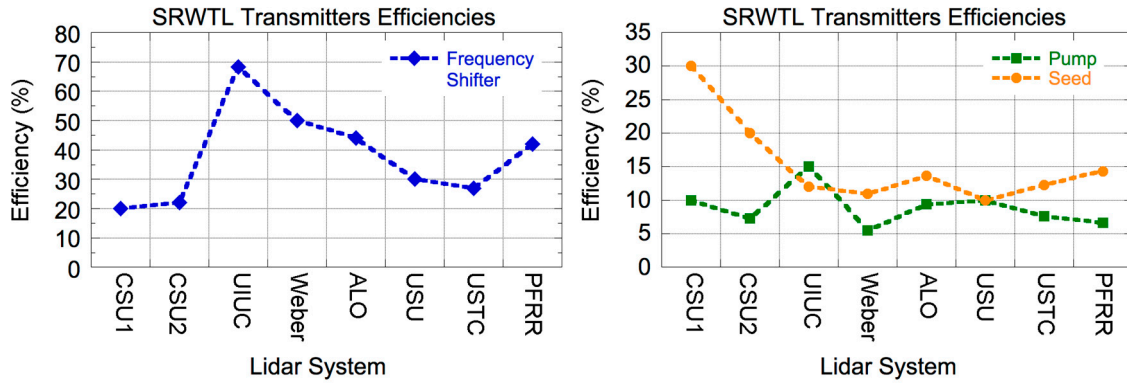 SRWTL Transmitters Efficiencies
80
70
60
50
40
30
20
10
0
Efficiency (%)
Frequency
Shifter
CSU1
CSU2
UIUC
Weber
ALO
USU
USTC
PFRR
Lidar System
SRWTL Transmitters Efficiencies
35
30
25
20
15
10
5
0
Efficiency (%)
Pump
Seed
CSU1
CSU2
UIUC
Weber
ALO
USU
USTC
PFRR
Lidar System